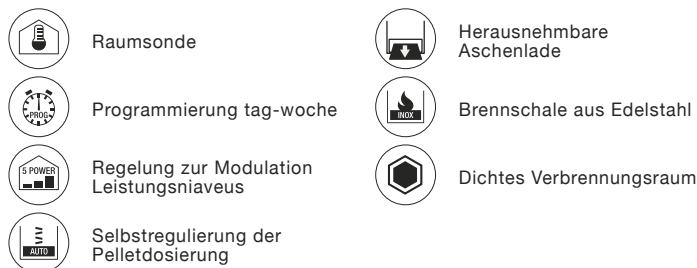 Raumsonde
PROG.
Programmierung tag-woche
5 POWER
Regelung zur Modulation
Leistungsniaveus
AUTO
Selbstregulierung der
Pelletdosierung
Herausnehmbare
Aschenlade
INOX
Brennschale aus Edelstahl
Dichtes Verbrennungsraum